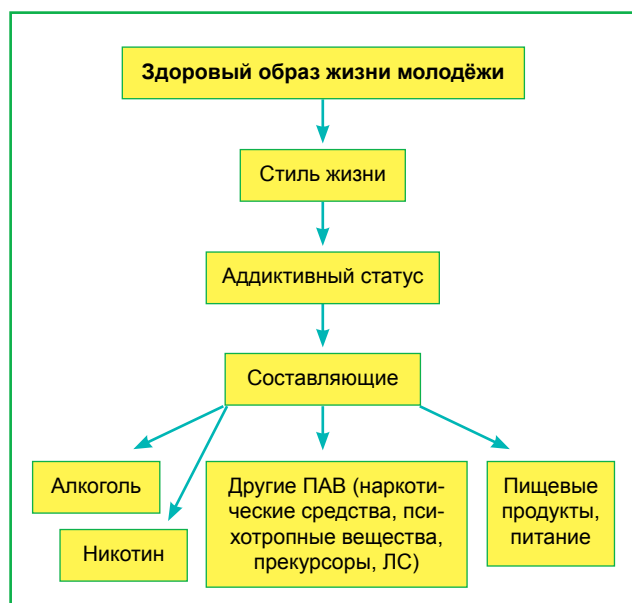 Здоровый образ жизни молодёжи
Стиль жизни
Аддиктивный статус
Составляющие
Алкоголь
Никотин
Другие ПАВ (наркоти-
ческие средства, пси-
хотропные вещества,
прекурсоры, ЛС)
Пищевые
продукты,
питание